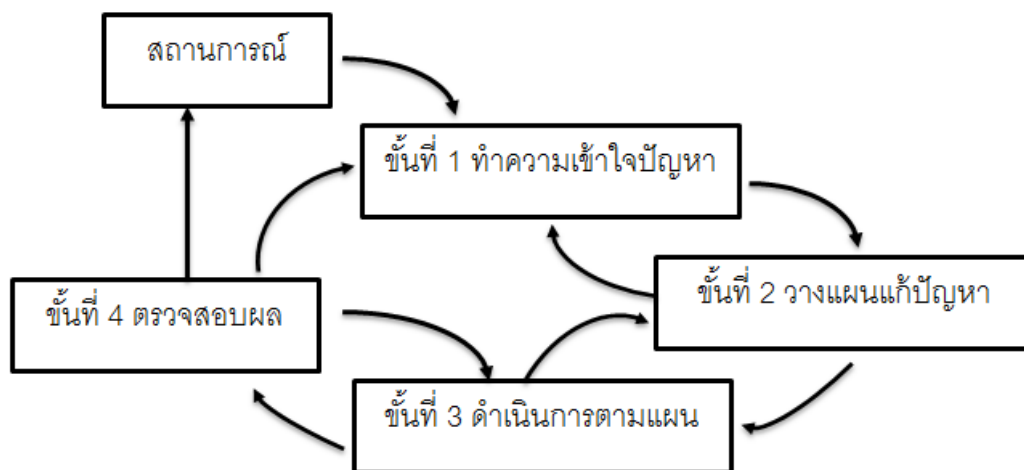 สถานการณ์
ขั้นที่ 1 ทำความเข้าใจปัญหา
ขั้นที่ 2 วางแผนแก้ปัญหา
ขั้นที่ 4 ตรวจสอบผล
ขั้นที่ 3 ดำเนินการตามแผน